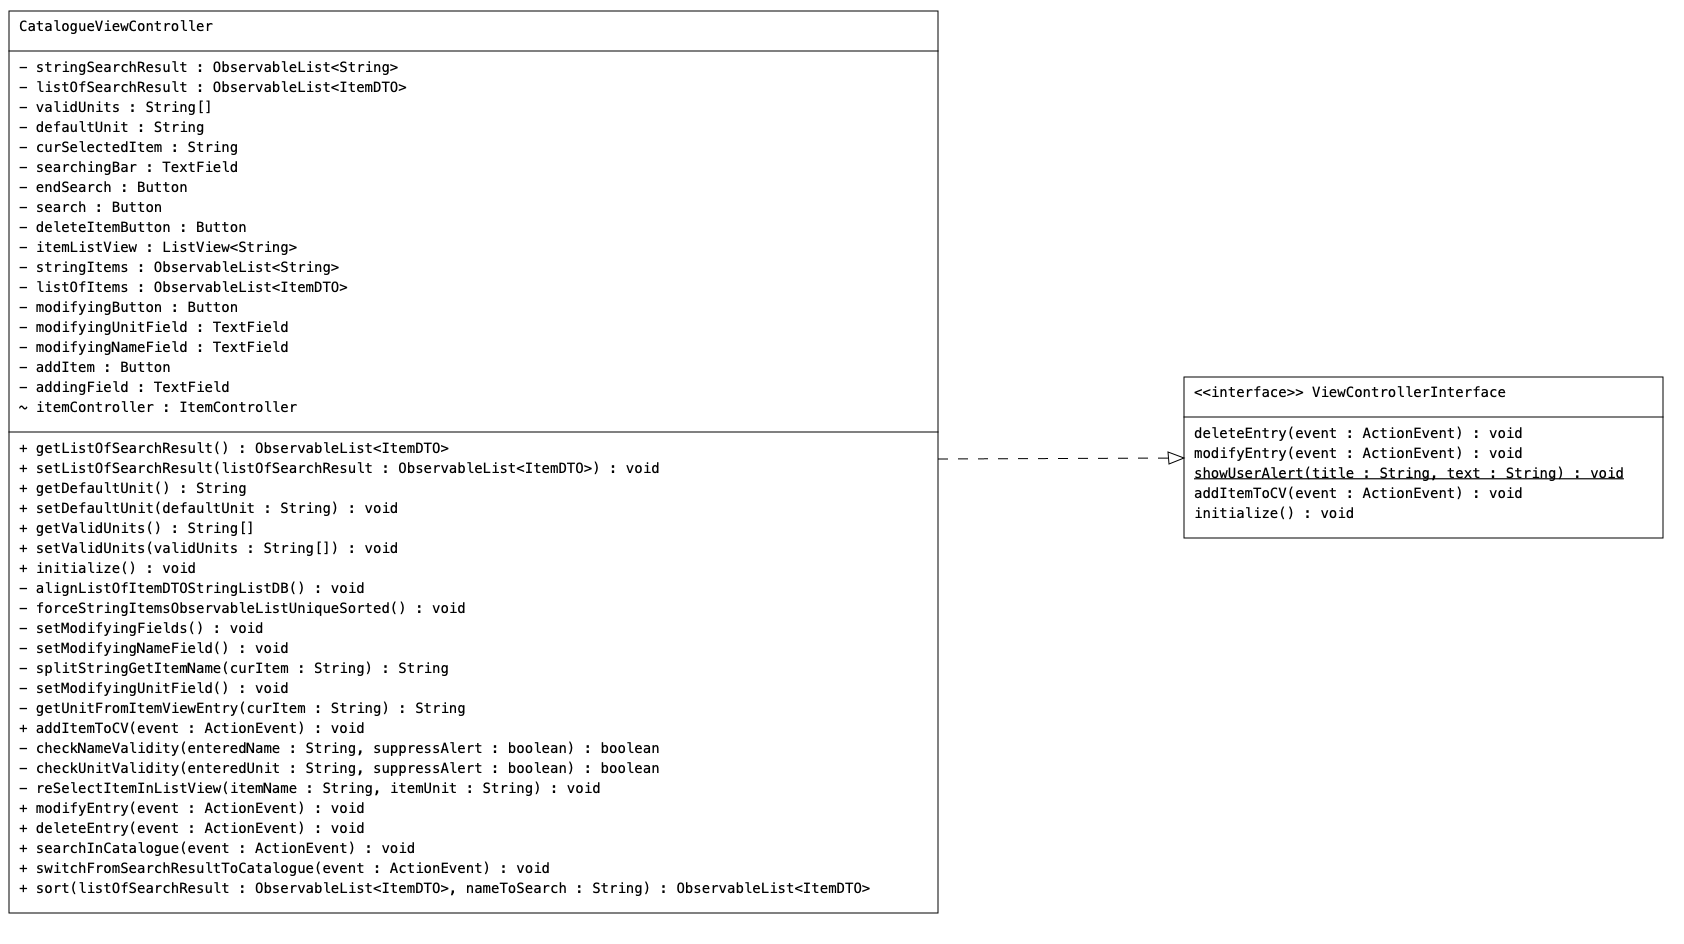 CatalogueViewController
− stringSearchResult : ObservableList<String>
− listOfSearchResult : ObservableList<ItemDTO>
− validUnits : String[]
− defaultUnit : String
− curSelectedItem : String
− searchingBar : TextField
− endSearch : Button
− search : Button
− deleteItemButton : Button
− itemListView : ListView<String>
− stringItems : ObservableList<String>
− listOfItems : ObservableList<ItemDTO>
− modifyingButton : Button
− modifyingUnitField : TextField
− modifyingNameField : TextField
− addItem : Button
− addingField : TextField
~ itemController : ItemController
+ getListOfSearchResult() : ObservableList<ItemDTO>
+ setListOfSearchResult(listOfSearchResult : ObservableList<ItemDTO>) : void
+ getDefaultUnit() : String
+ setDefaultUnit(defaultUnit : String) : void
+ getValidUnits() : String[]
+ setValidUnits(validUnits : String[]) : void
+ initialize() : void
− alignListOfItemDTOStringListDB() : void
− forceStringItemsObservableListUniqueSorted() : void
− setModifyingFields() : void
− setModifyingNameField() : void
− splitStringGetItemName(curItem : String) : String
− setModifyingUnitField() : void
− getUnitFromItemViewEntry(curItem : String) : String
+ addItemToCV(event : ActionEvent) : void
− checkNameValidity(enteredName : String, suppressAlert : boolean) : boolean
− checkUnitValidity(enteredUnit : String, suppressAlert : boolean) : boolean
− reSelectItemInListView(itemName : String, itemUnit : String) : void
+ modifyEntry(event : ActionEvent) : void
+ deleteEntry(event : ActionEvent) : void
+ searchInCatalogue(event : ActionEvent) : void
+ switchFromSearchResultToCatalogue(event : ActionEvent) : void
+ sort(listOfSearchResult : ObservableList<ItemDTO>, nameToSearch : String) : ObservableList<ItemDTO>
<<interface>> ViewControllerInterface
deleteEntry(event : ActionEvent) : void
modifyEntry(event : ActionEvent) : void
showUserAlert(title : String, text : String) : void
addItemToCV(event : ActionEvent) : void
initialize() : void